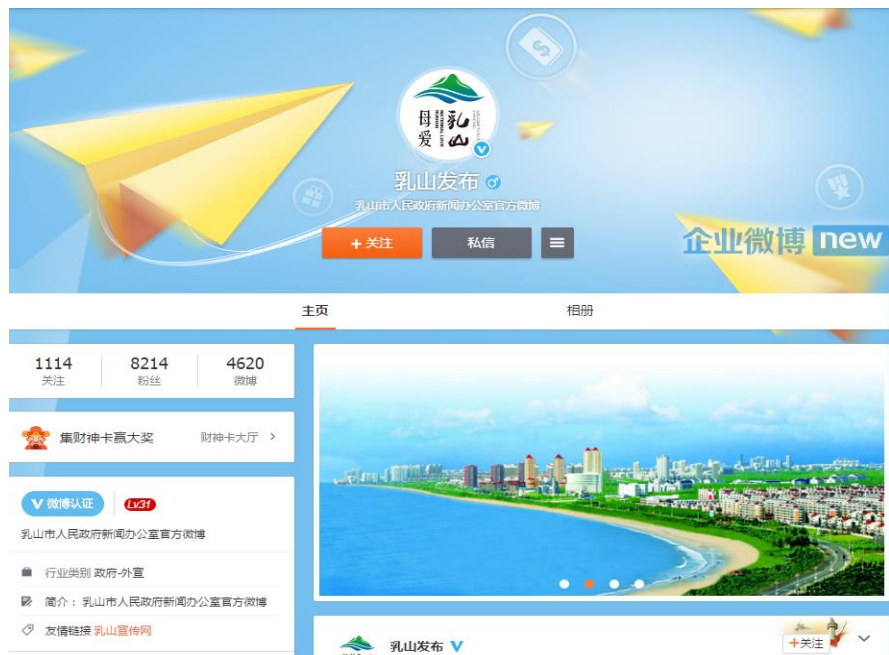 母爱
乳山
乳山发布
乳山市人民政府新闻办公室官方微博
+关注
私信
企业微博 new
主页
相册
1114
8214
4620
关注
粉丝
微博
集财神卡赢大奖
财神卡大厅 >
V 微博认证
Lv31
乳山市人民政府新闻办公室官方微博
行业类别 政府-外宣
简介： 乳山市人民政府新闻办公室官方微博
友情链接 乳山宣传网
乳山发布 V
+关注